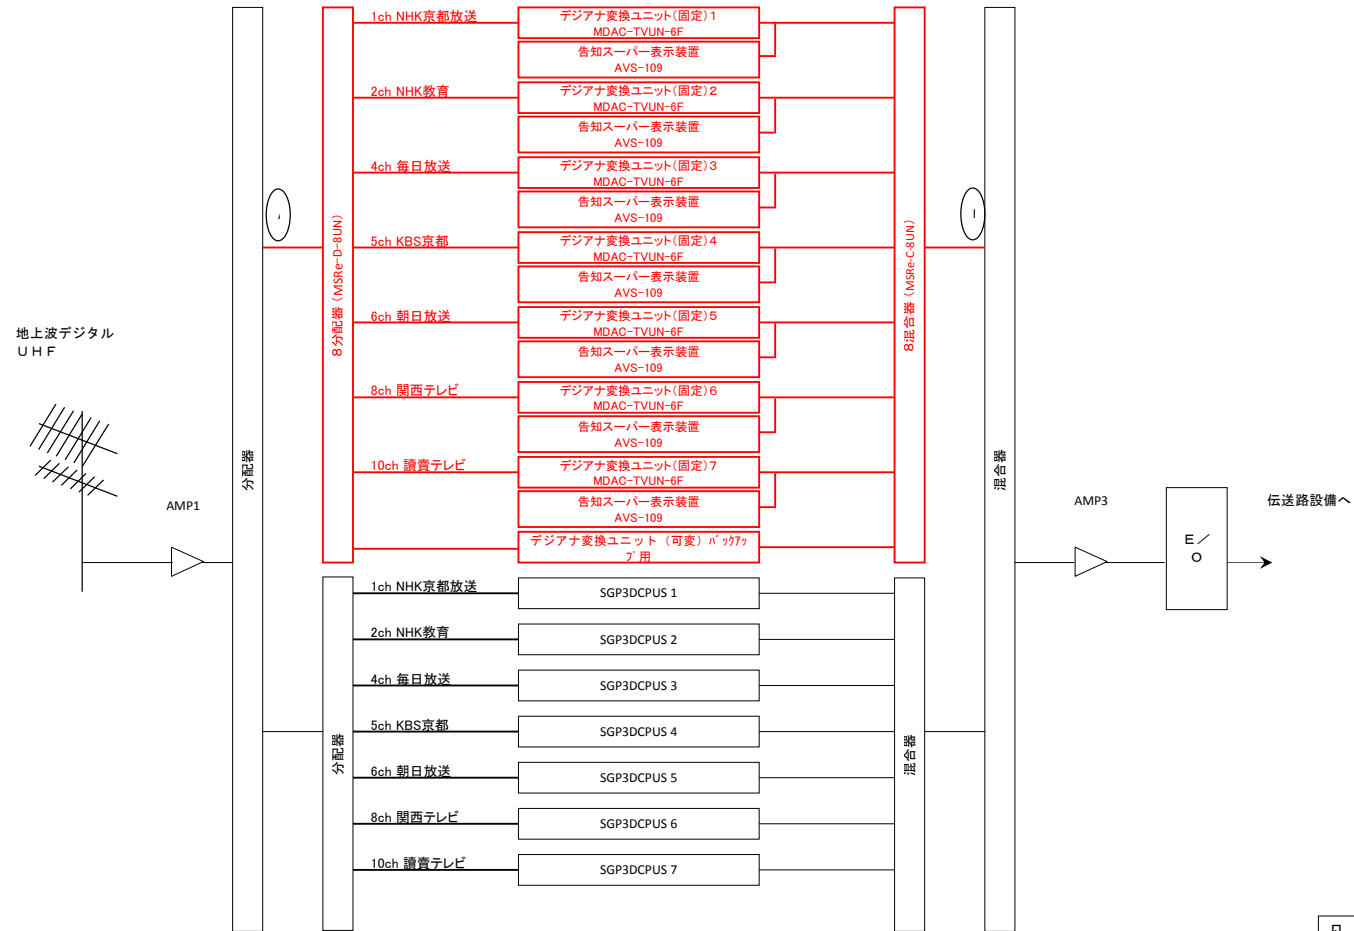 1ch NHK京都放送
デジアナ変換ユニット(固定)1
MDAC-TVUN-6F
告知スーパー表示装置
AVS-109
2ch NHK教育
デジアナ変換ユニット(固定)2
MDAC-TVUN-6F
告知スーパー表示装置
AVS-109
4ch 毎日放送
デジアナ変換ユニット(固定)3
MDAC-TVUN-6F
告知スーパー表示装置
AVS-109
5ch KBS京都
デジアナ変換ユニット(固定)4
MDAC-TVUN-6F
告知スーパー表示装置
AVS-109
6ch 朝日放送
デジアナ変換ユニット(固定)5
MDAC-TVUN-6F
告知スーパー表示装置
AVS-109
8ch 関西テレビ
デジアナ変換ユニット(固定)6
MDAC-TVUN-6F
告知スーパー表示装置
AVS-109
10ch 讀賣テレビ
デジアナ変換ユニット(固定)7
MDAC-TVUN-6F
告知スーパー表示装置
AVS-109
デジアナ変換ユニット（可変）ﾊﾞｯｸｱｯ
ﾌﾟ用
8分配器（MSRe-D-8UN）
8混合器（MSRe-C-8UN）
地上波デジタル
ＵＨＦ
AMP1
分配器
混合器
AMP3
Ｅ／
Ｏ
伝送路設備へ
1ch NHK京都放送
SGP3DCPUS 1
2ch NHK教育
SGP3DCPUS 2
4ch 毎日放送
SGP3DCPUS 3
5ch KBS京都
SGP3DCPUS 4
6ch 朝日放送
SGP3DCPUS 5
8ch 関西テレビ
SGP3DCPUS 6
10ch 讀賣テレビ
SGP3DCPUS 7
分配器
混合器